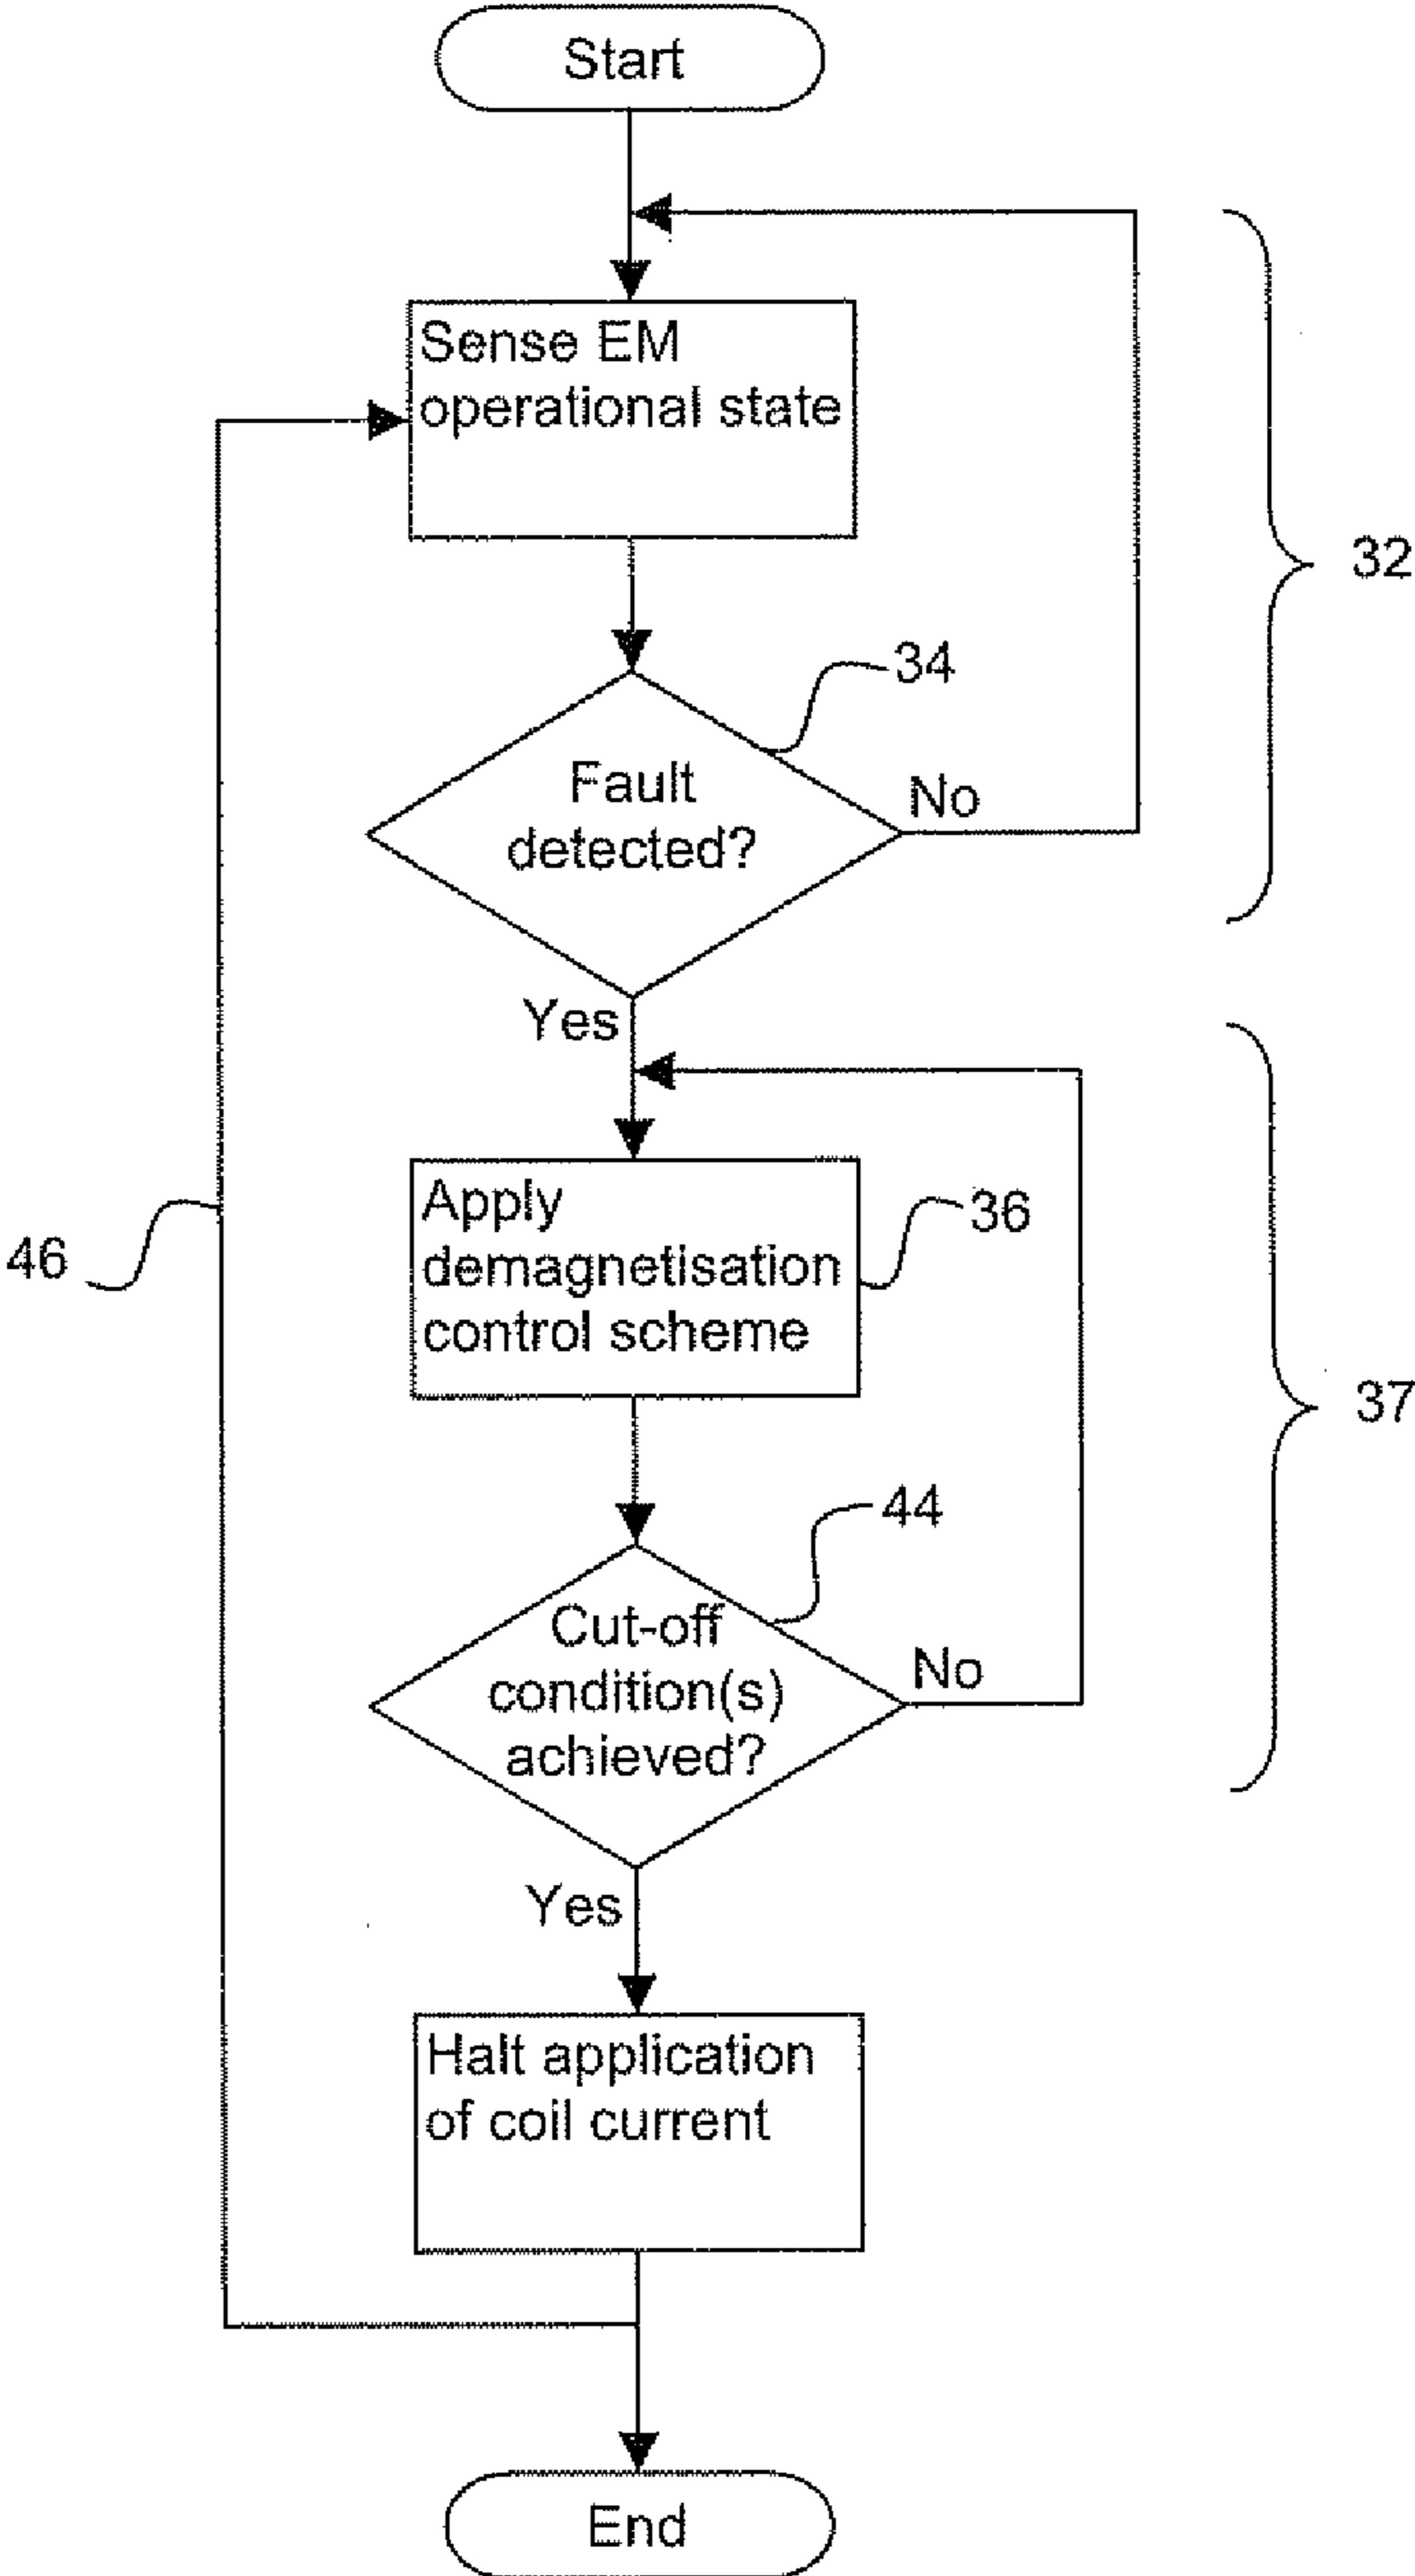 Start
Sense EM
operational state
32
34
Fault
detected?
No
Yes
Apply
demagnetisation
control scheme
36
46
37
44
Cut-off
condition(s)
achieved?
No
Yes
Halt application
of coil current
End